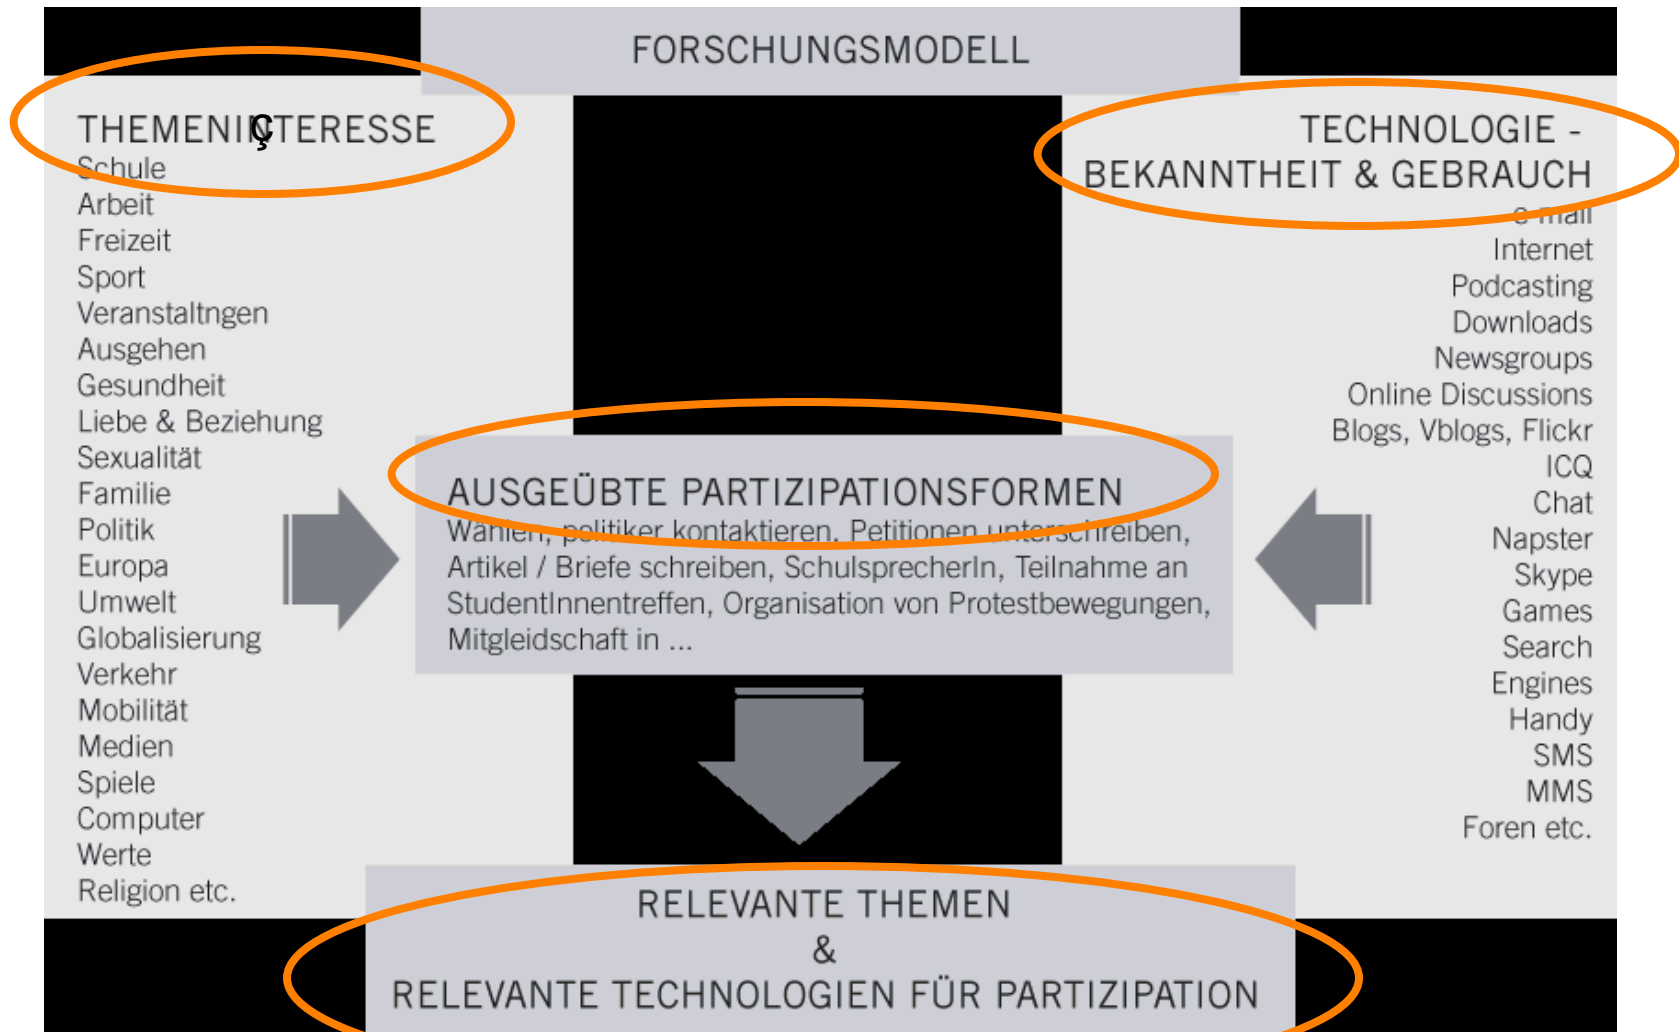 FORSCHUNGSMODELL
THEMENINTERESSE
Schule
Arbeit
Freizeit
Sport
Veranstaltngen
Ausgehen
Gesundheit
Liebe & Beziehung
Sexualität
Familie
Politik
Europa
Umwelt
Globalisierung
Verkehr
Mobilität
Medien
Spiele
Computer
Werte
Religion etc.
AUSGEÜBTE PARTIZIPATIONSFORMEN
Wählen, politiker kontaktieren, Petitionen unterschreiben,
Artikel / Briefe schreiben, SchulsprecherIn, Teilnahme an
StudentInnentreffen, Organisation von Protestbewegungen,
Mitgleidschaft in ...
TECHNOLOGIE -
BEKANNTHEIT & GEBRAUCH
e-mail
Internet
Podcasting
Downloads
Newsgroups
Online Discussions
Blogs, Vblogs, Flickr
ICQ
Chat
Napster
Skype
Games
Search
Engines
Handy
SMS
MMS
Foren etc.
RELEVANTE THEMEN
&
RELEVANTE TECHNOLOGIEN FÜR PARTIZIPATION